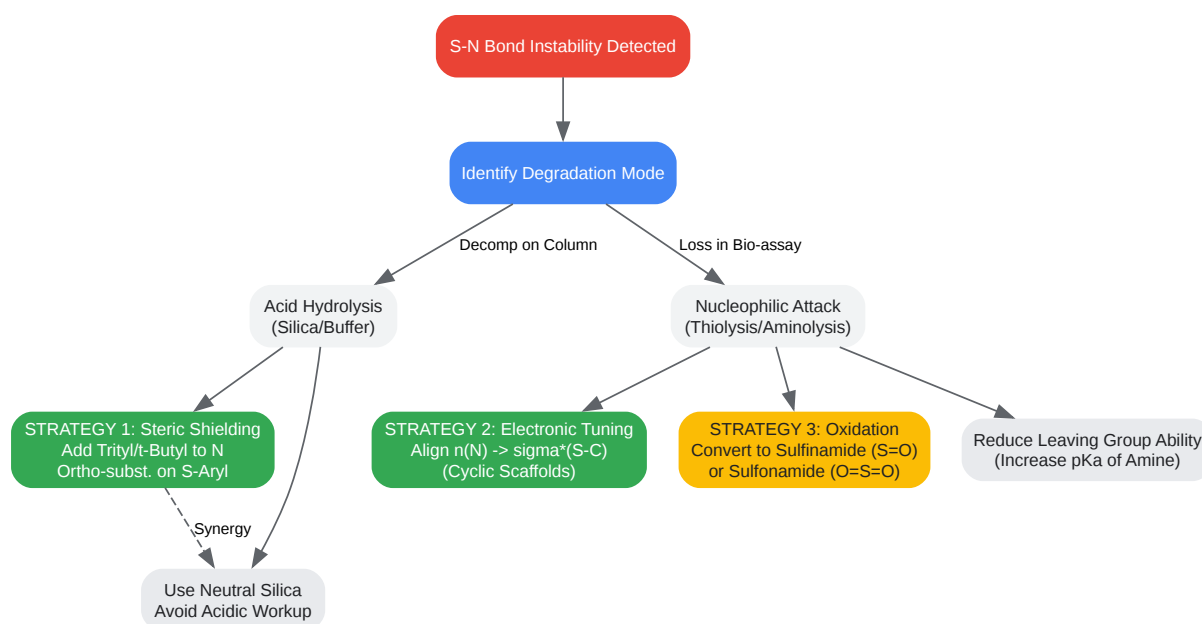 S-N Bond Instability Detected
Identify Degradation Mode
Decomp on Column
Loss in Bio-assay
Acid Hydrolysis
(Silica/Buffer)
Nucleophilic Attack
(Thiolysis/Aminolysis)
STRATEGY 1: Steric Shielding
Add Trityl/t-Butyl to N
Ortho-subst. on S-Aryl
STRATEGY 2: Electronic Tuning
Align n(N) -> sigma*(S-C)
(Cyclic Scaffolds)
STRATEGY 3: Oxidation
Convert to Sulfinamide (S=O)
or Sulfonamide (O=S=O)
Reduce Leaving Group Ability
(Increase pKa of Amine)
Synergy
Use Neutral Silica
Avoid Acidic Workup